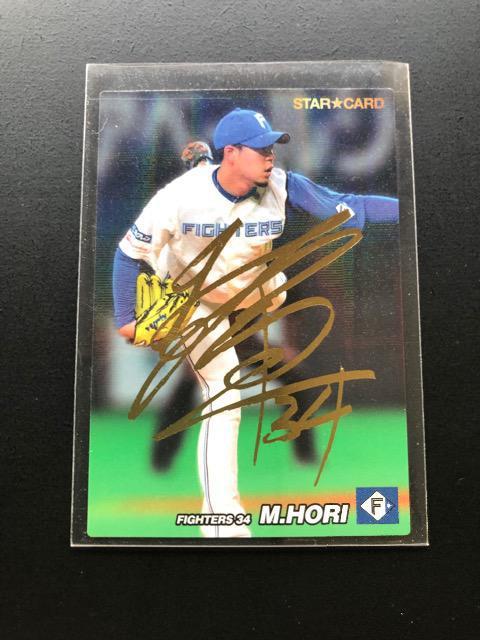 STAR★CARD
F
FIGHTERS
34
FIGHTERS 34 M.HORI F